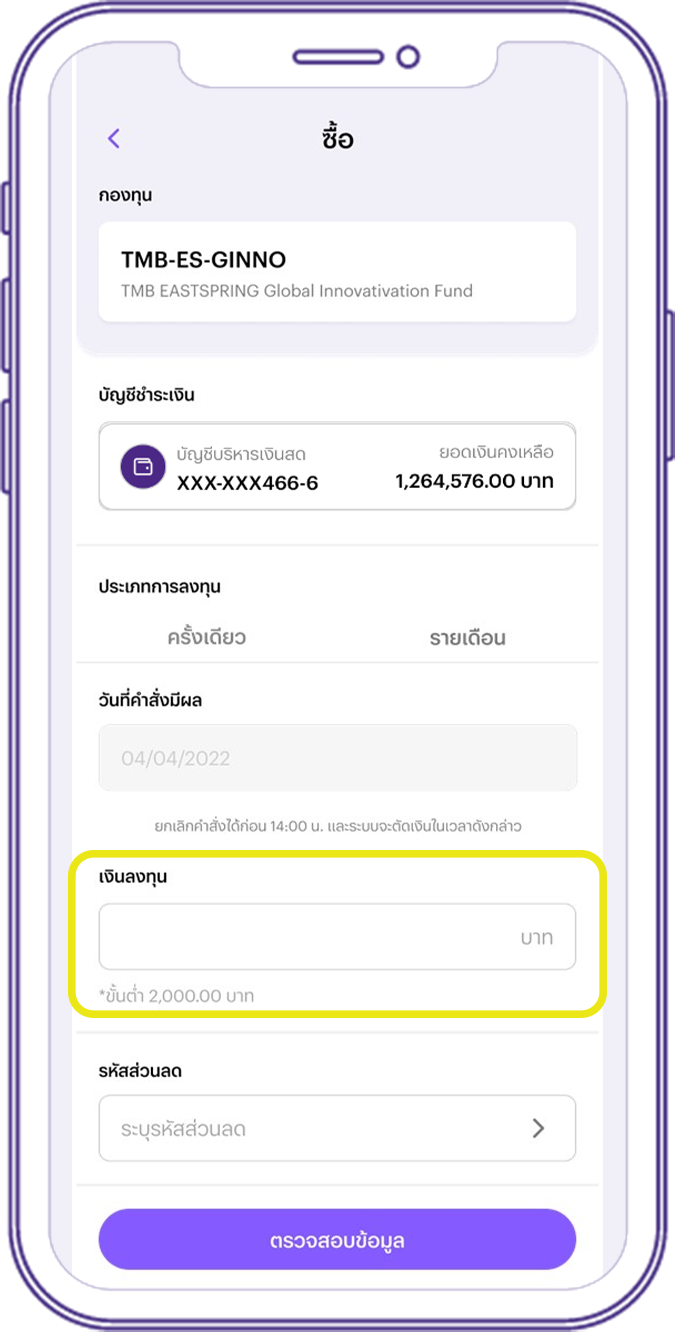 ซื้อ
กองทุน
TMB-ES-GINNO
TMB EASTSPRING Global Innovativation Fund
บัญชีชำระเงิน
บัญชีบริหารเงินสด
XXX-XXX466-6
ยอดเงินคงเหลือ
1,264,576.00 บาท
ประเภทการลงทุน
ครั้งเดียว รายเดือน
วันที่คำสั่งมีผล
04/04/2022
ยกเลิกคำสั่งได้ก่อน 14:00 น. และระบบจะตัดเงินในเวลาดังกล่าว
เงินลงทุน
บาท
*ขั้นต่ำ 2,000.00 บาท
รหัสส่วนลด
ระบุรหัสส่วนลด
ตรวจสอบข้อมูล